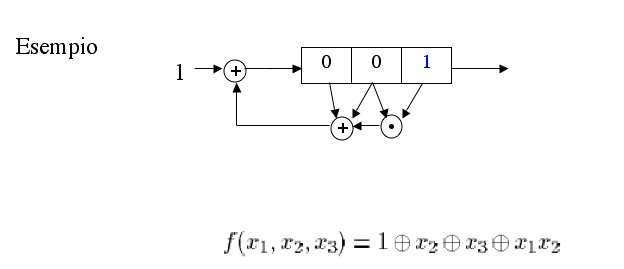 Esempio
1 + 0 0 1
+ •
f(x₁, x₂, x₃) = 1 ⊕ x₂ ⊕ x₃ ⊕ x₁x₂